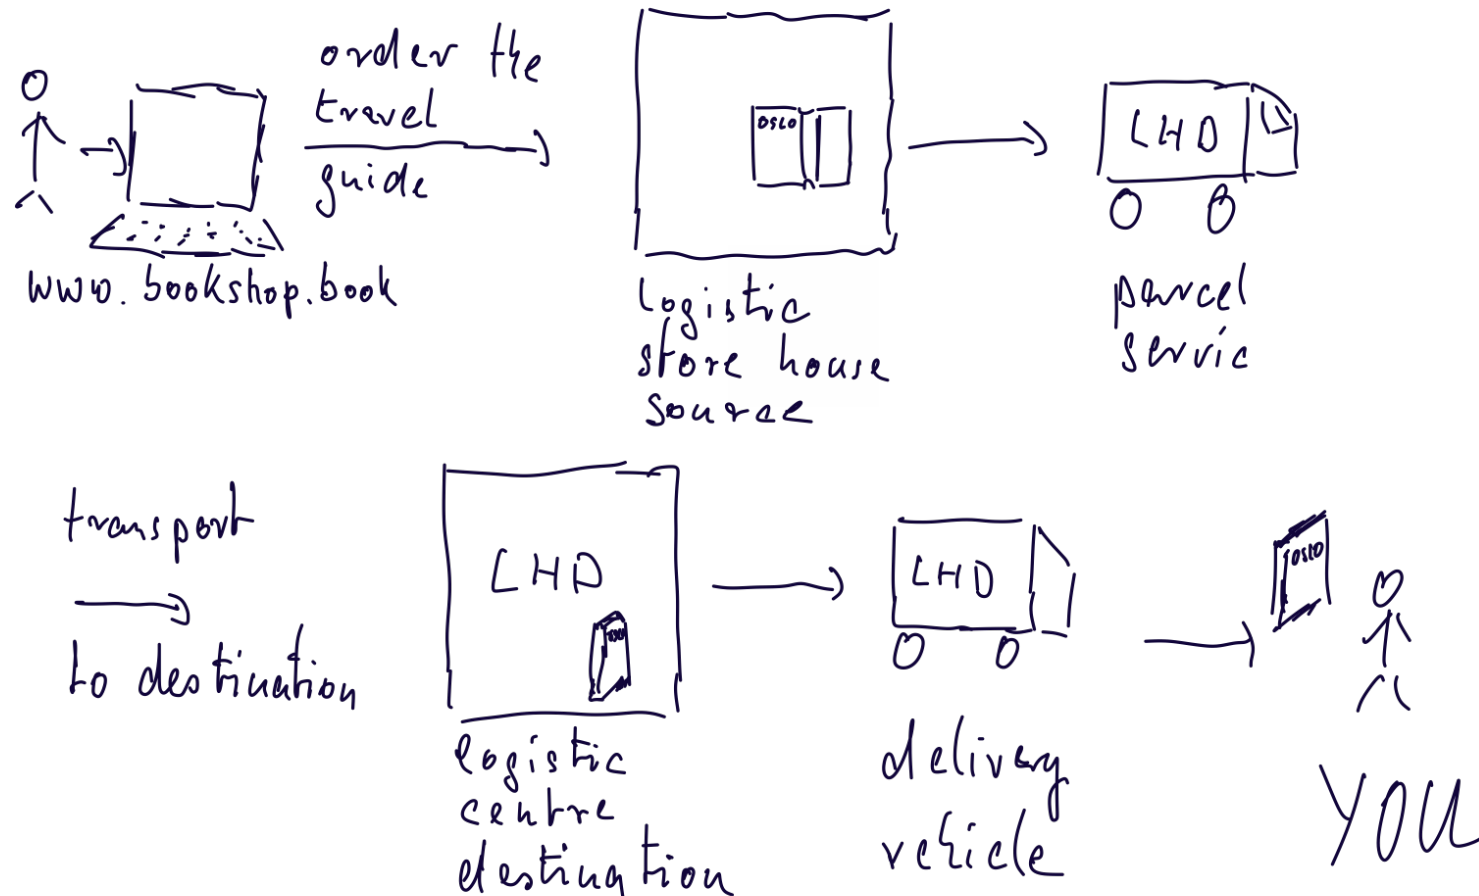 order the
travel
guide
www.bookshop.book
OSLO
logistic
store house
source
LHD
parcel
servic
transport
to destination
LHD
OSLO
logistic
centre
destination
LHD
delivery
vehicle
OSLO
YOU